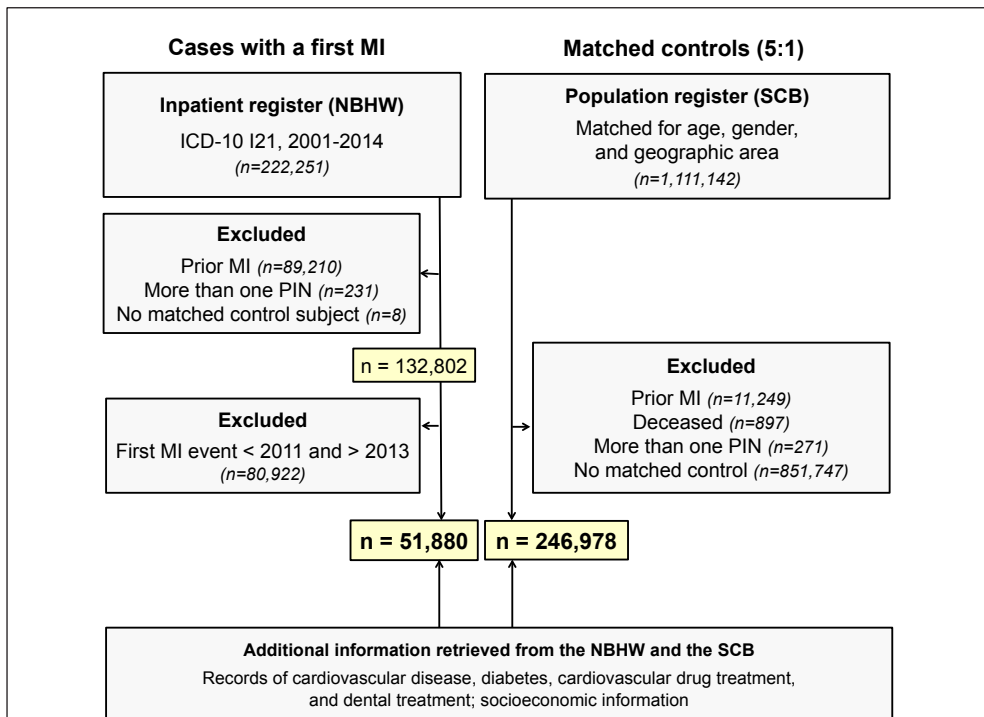 Cases with a first MI
Inpatient register (NBHW)
ICD-10 I21, 2001-2014
(n=222,251)
Excluded
Prior MI (n=89,210)
More than one PIN (n=231)
No matched control subject (n=8)
n = 132,802
Excluded
First MI event < 2011 and > 2013
(n=80,922)
n = 51,880
Matched controls (5:1)
Population register (SCB)
Matched for age, gender,
and geographic area
(n=1,111,142)
Excluded
Prior MI (n=11,249)
Deceased (n=897)
More than one PIN (n=271)
No matched control (n=851,747)
n = 246,978
Additional information retrieved from the NBHW and the SCB
Records of cardiovascular disease, diabetes, cardiovascular drug treatment,
and dental treatment; socioeconomic information